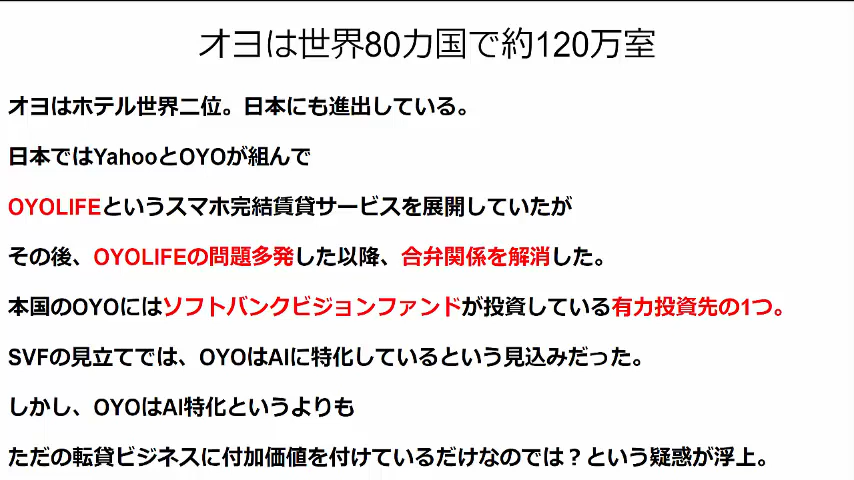 オヨは世界80カ国で約120万室
オヨはホテル世界二位。日本にも進出している。
日本ではYahooとOYOが組んで
OYOLIFEというスマホ完結賃貸サービスを展開していたが
その後、OYOLIFEの問題多発した以降、合弁関係を解消した。
本国のOYOにはソフトバンクビジョンファンドが投資している有力投資先の1つ。
SVFの見立てでは、OYOはAIに特化しているという見込みだった。
しかし、OYOはAI特化というよりも
ただの転貸ビジネスに付加価値を付けているだけなのでは？という疑惑が浮上。